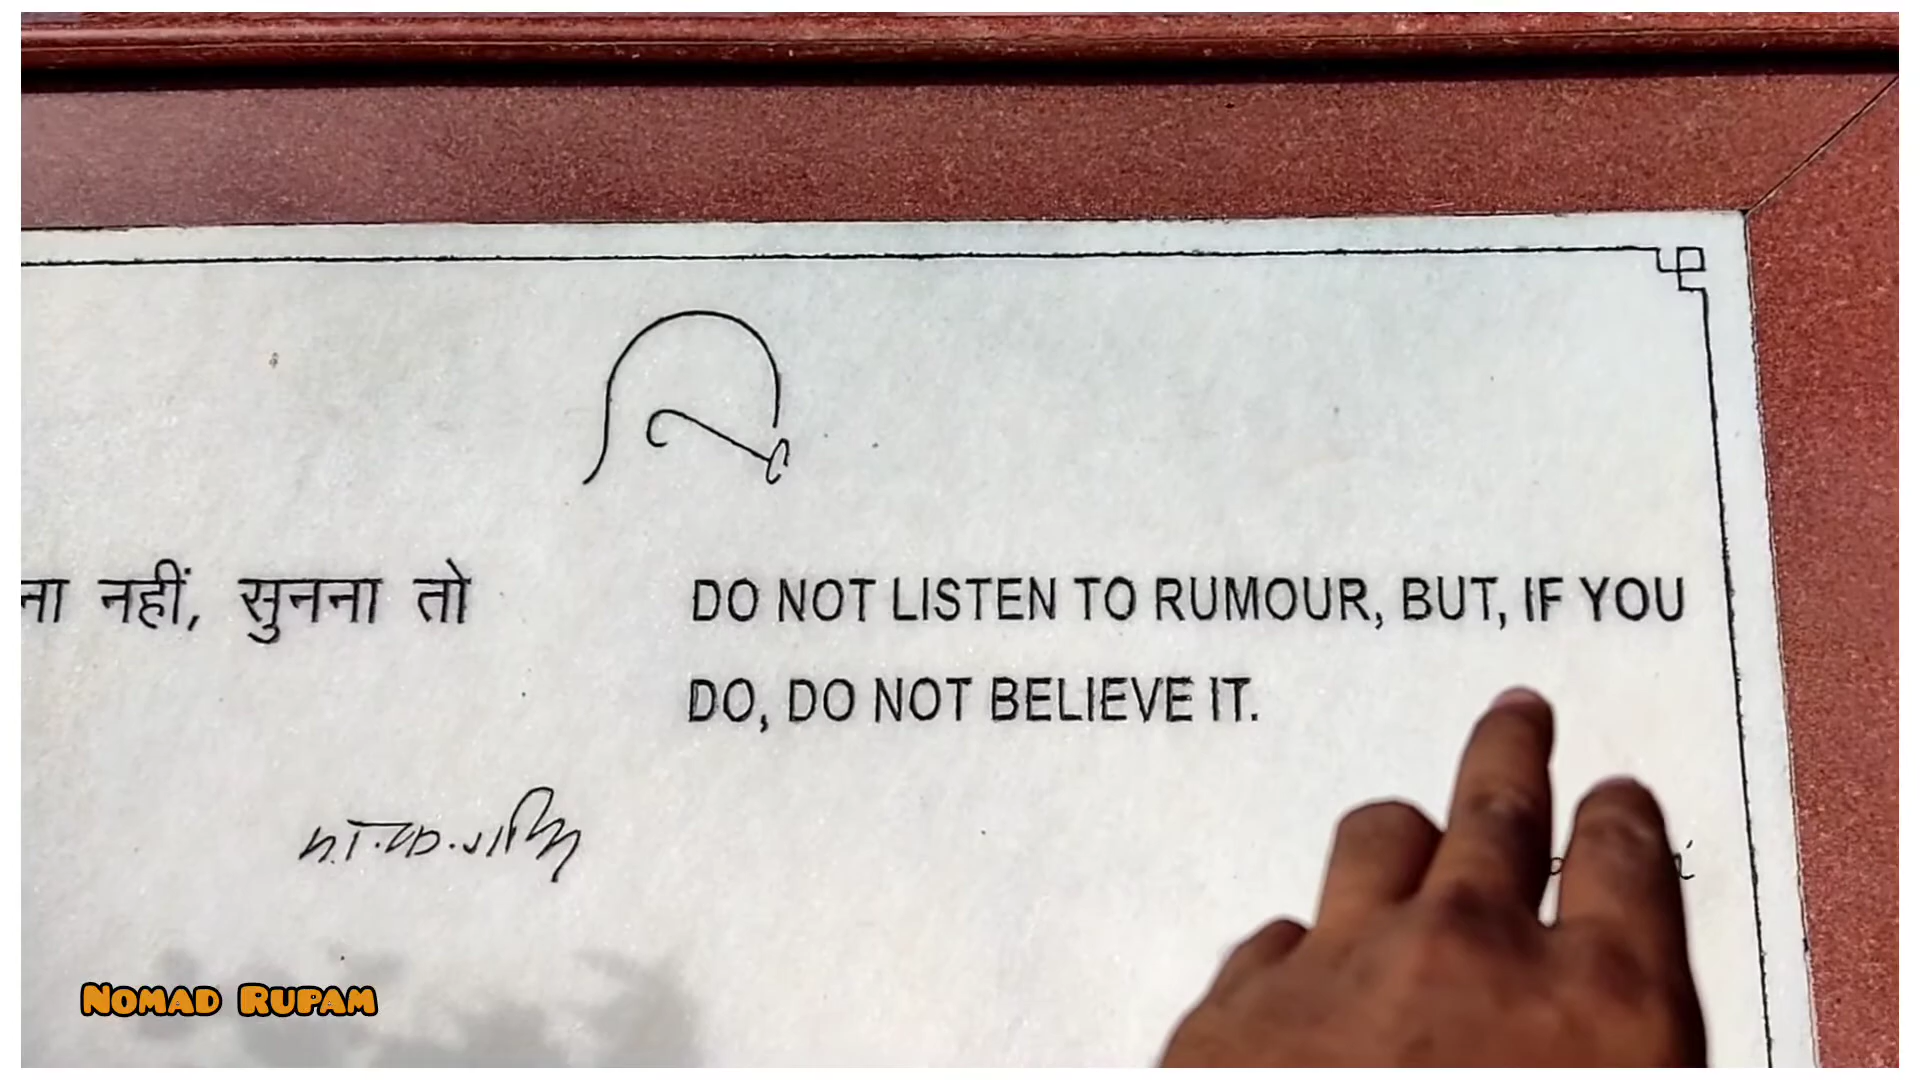 ना नहीं, सुनना तो
DO NOT LISTEN TO RUMOUR, BUT, IF YOU
DO, DO NOT BELIEVE IT.
मो.क.गांधी
NOMAD RUPAM